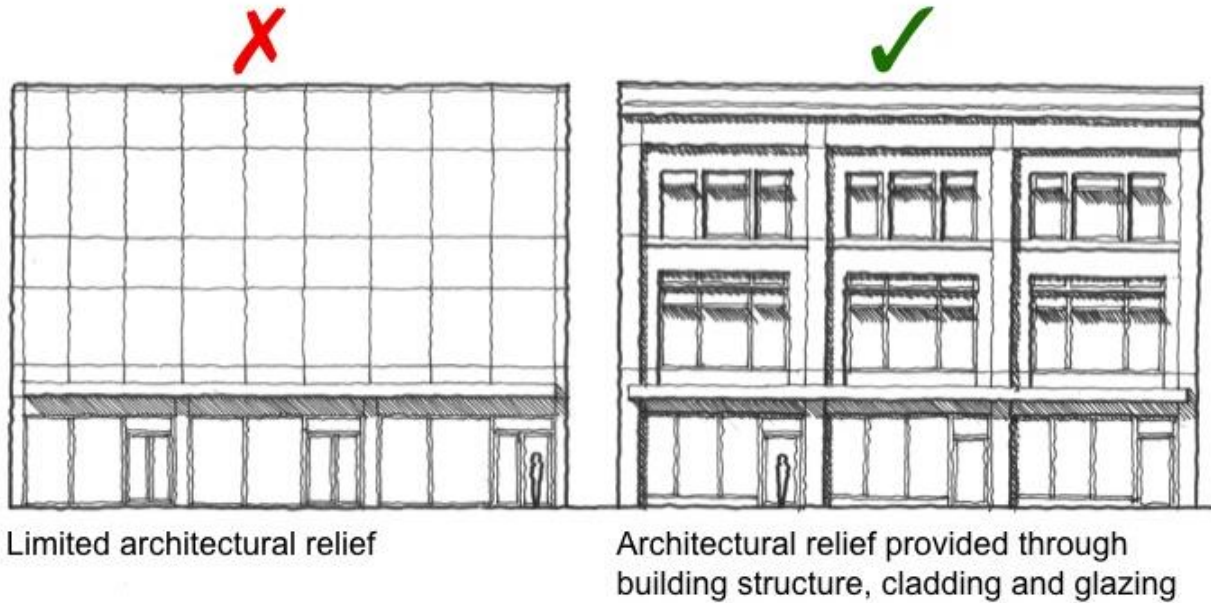 Limited architectural relief
Architectural relief provided through
building structure, cladding and glazing